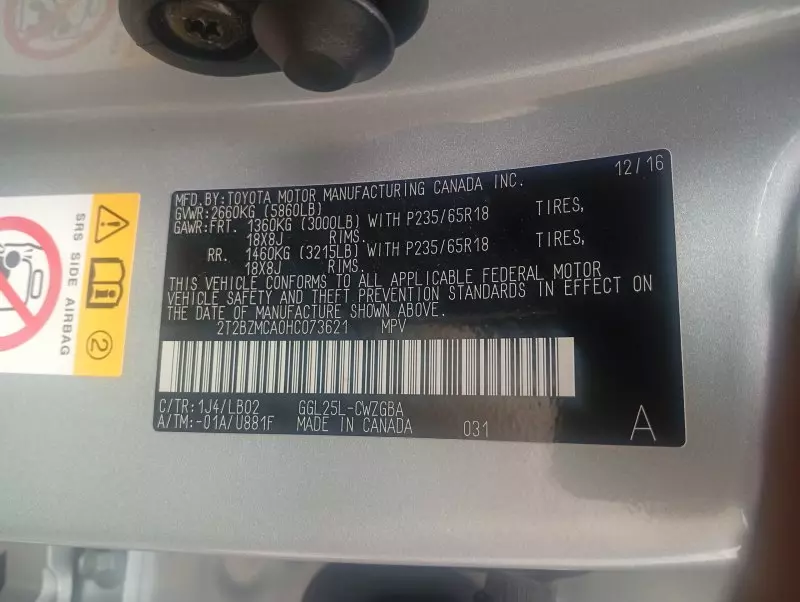 12/16
MFD.BY:TOYOTA MOTOR MANUFACTURING CANADA INC.
GVWR:2660KG (5860LB)
GAWR:FRT. 1360KG (3000LB) WITH P235/65R18 TIRES,
18X8J RIMS.
RR. 1460KG (3215LB) WITH P235/65R18 TIRES,
18X8J RIMS.
THIS VEHICLE CONFORMS TO ALL APPLICABLE FEDERAL MOTOR
VEHICLE SAFETY AND THEFT PREVENTION STANDARDS IN EFFECT ON
THE DATE OF MANUFACTURE SHOWN ABOVE.
2T2BZMCA0HC073621 MPV
C/TR:1J4/LB02 GGL25L-CWZGBA
A/TM:-01A/U881F MADE IN CANADA 031 A
SRS SIDE AIRBAG
2